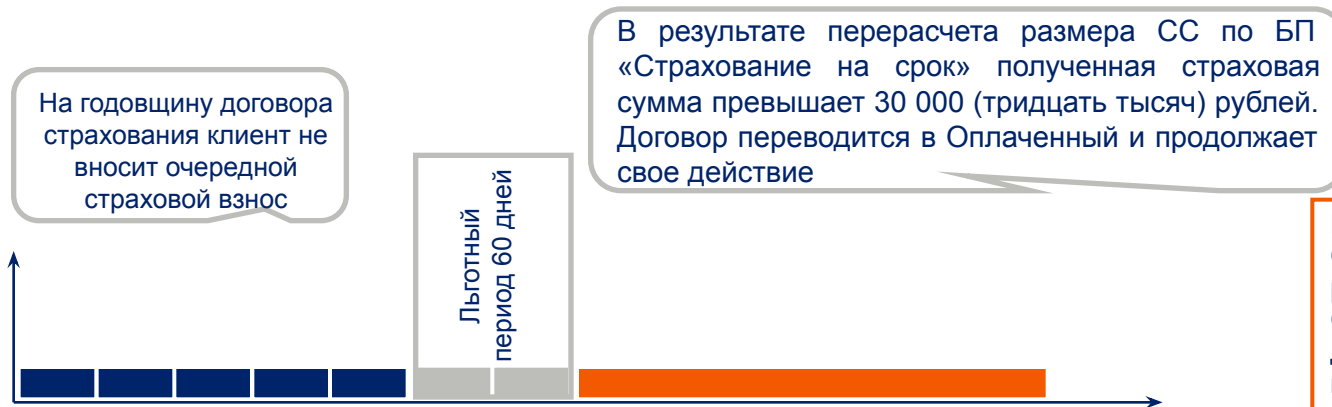 На годовщину договора
страхования клиент не
вносит очередной
страховой взнос
Льготный
период 60 дней
В результате перерасчета размера СС по БП
«Страхование на срок» полученная страховая
сумма превышает 30 000 (тридцать тысяч) рублей.
Договор переводится в Оплаченный и продолжает
свое действие